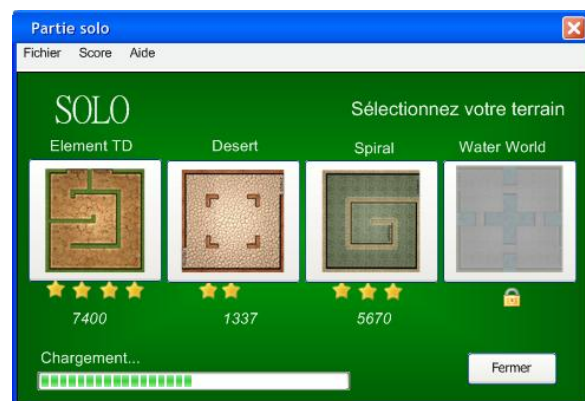 Partie solo
Fichier Score Aide
SOLO
Sélectionnez votre terrain
Element TD Desert Spiral Water World
7400 1337 5670
Chargement...
Fermer